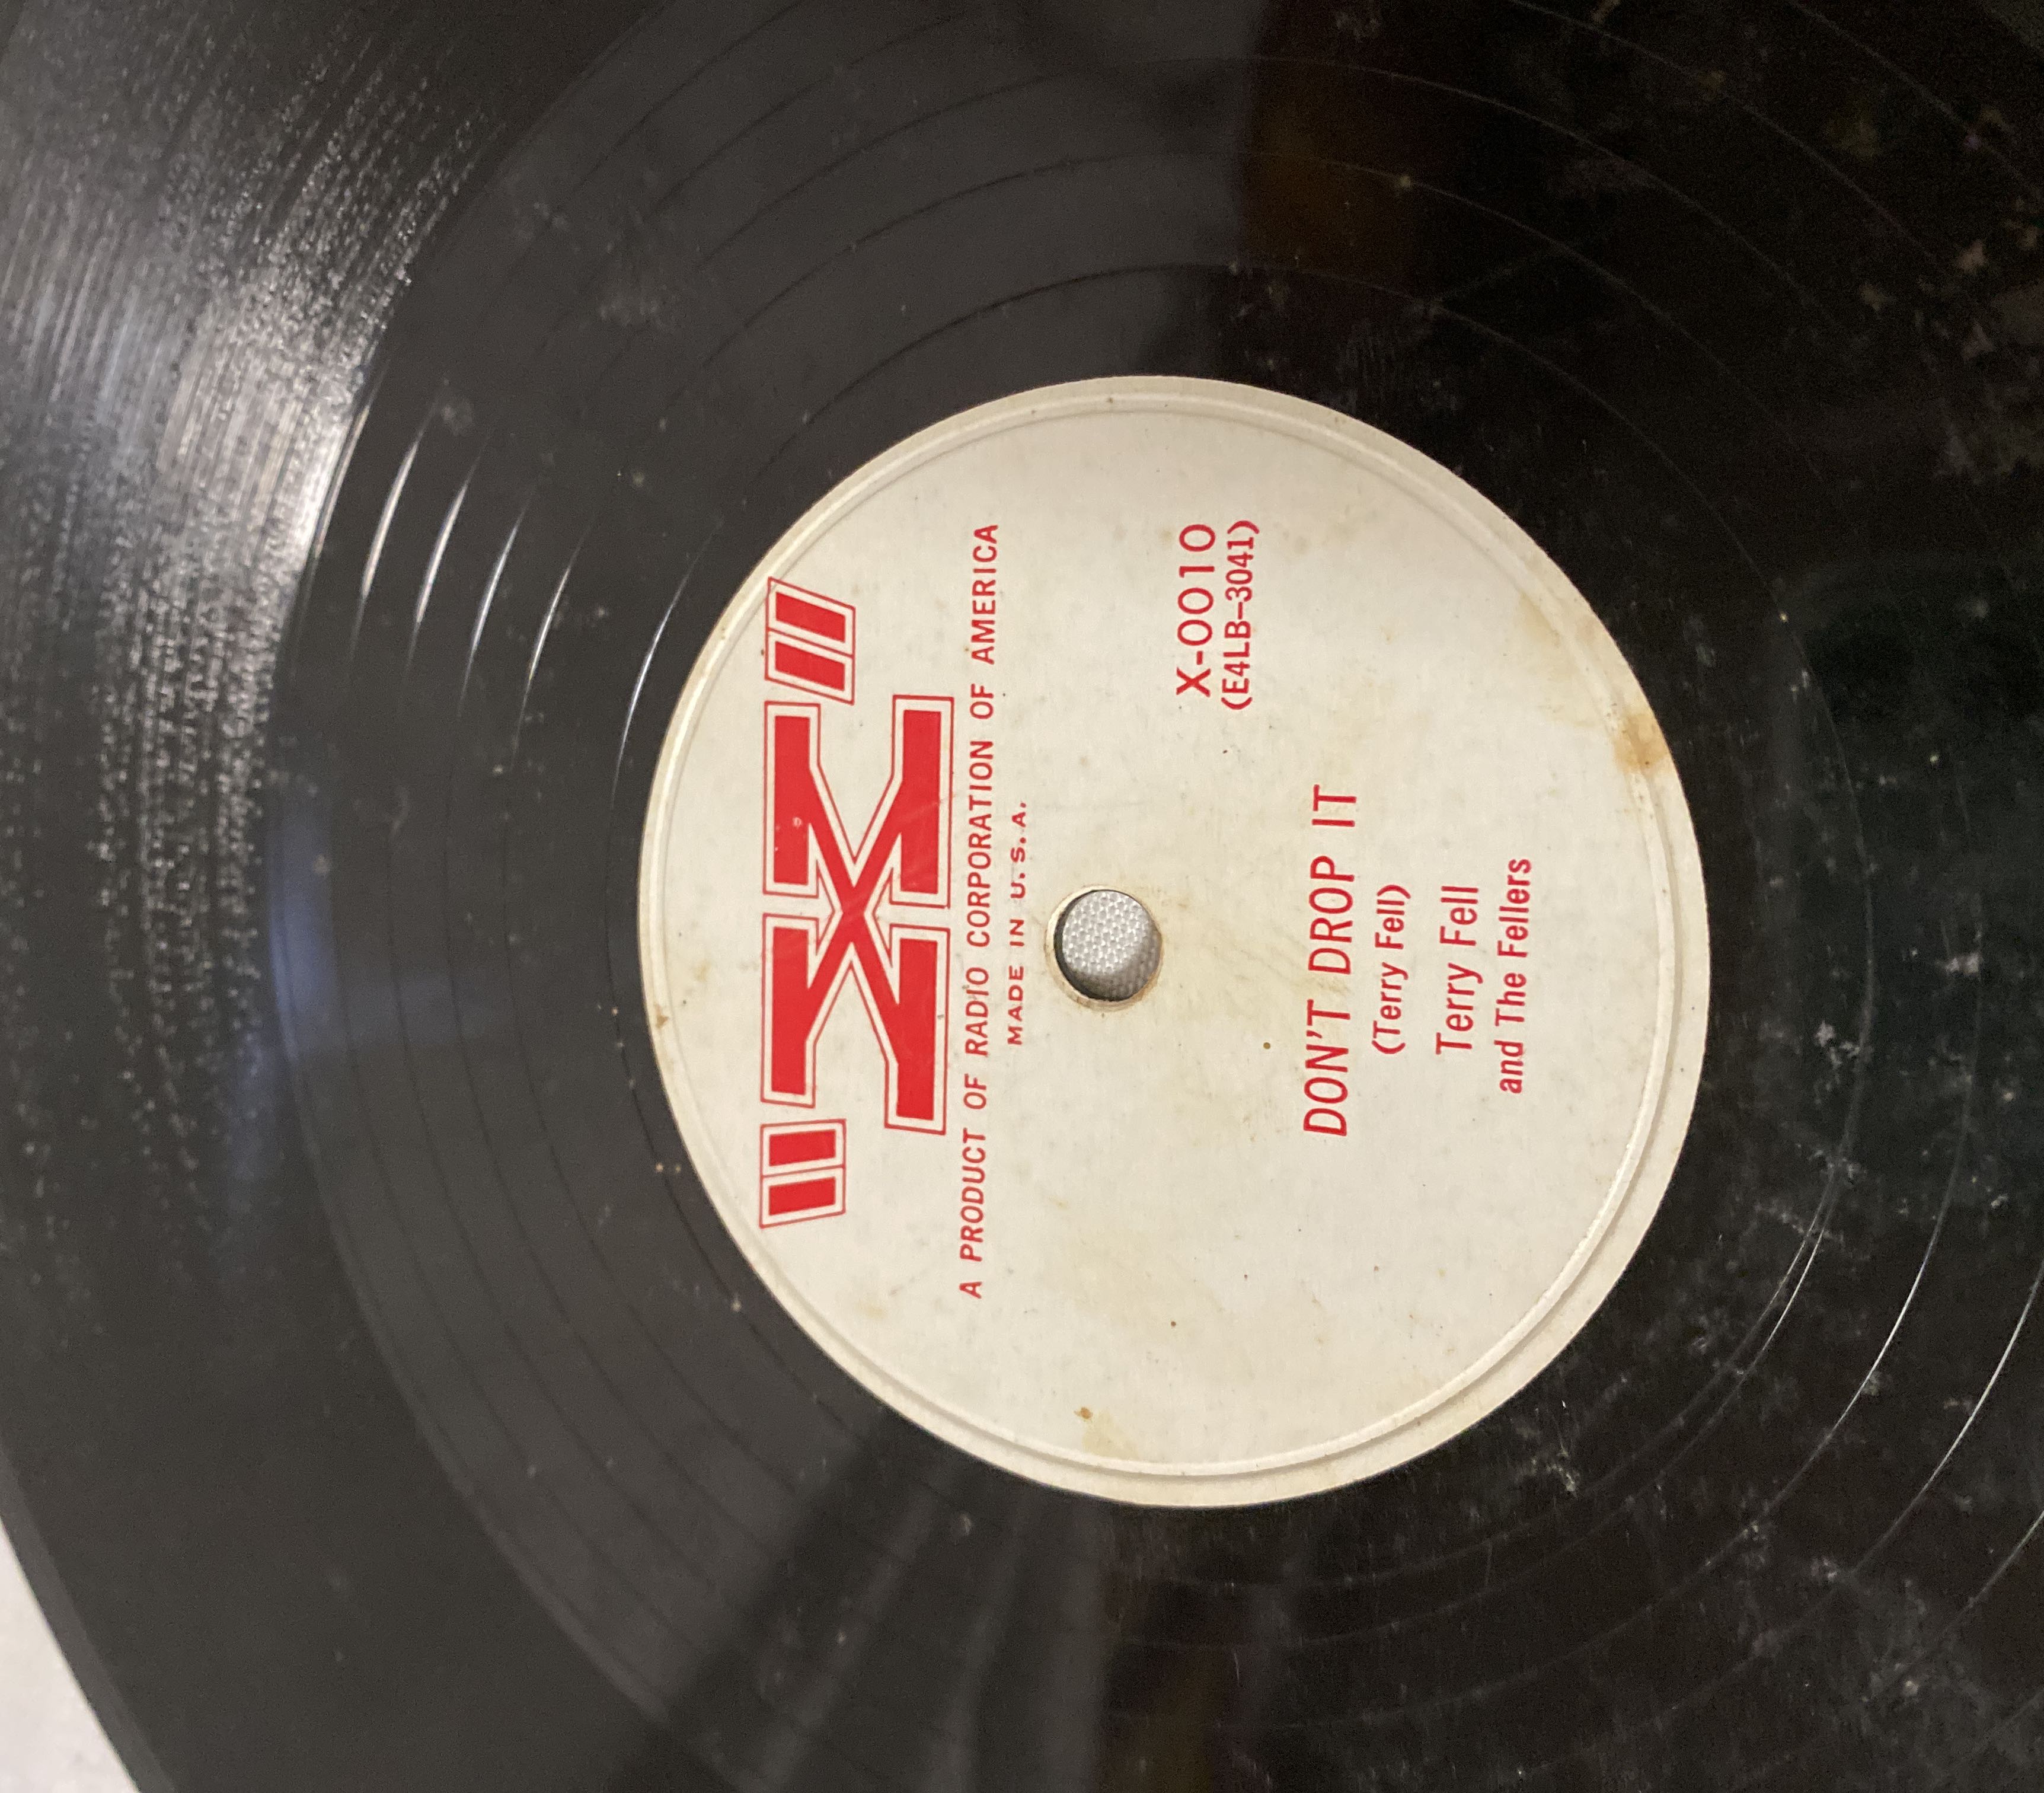 "X"
A PRODUCT OF RADIO CORPORATION OF AMERICA
MADE IN U.S.A.
X-0010
(E4LB-3041)
DON'T DROP IT
(Terry Fell)
Terry Fell
and The Fellers